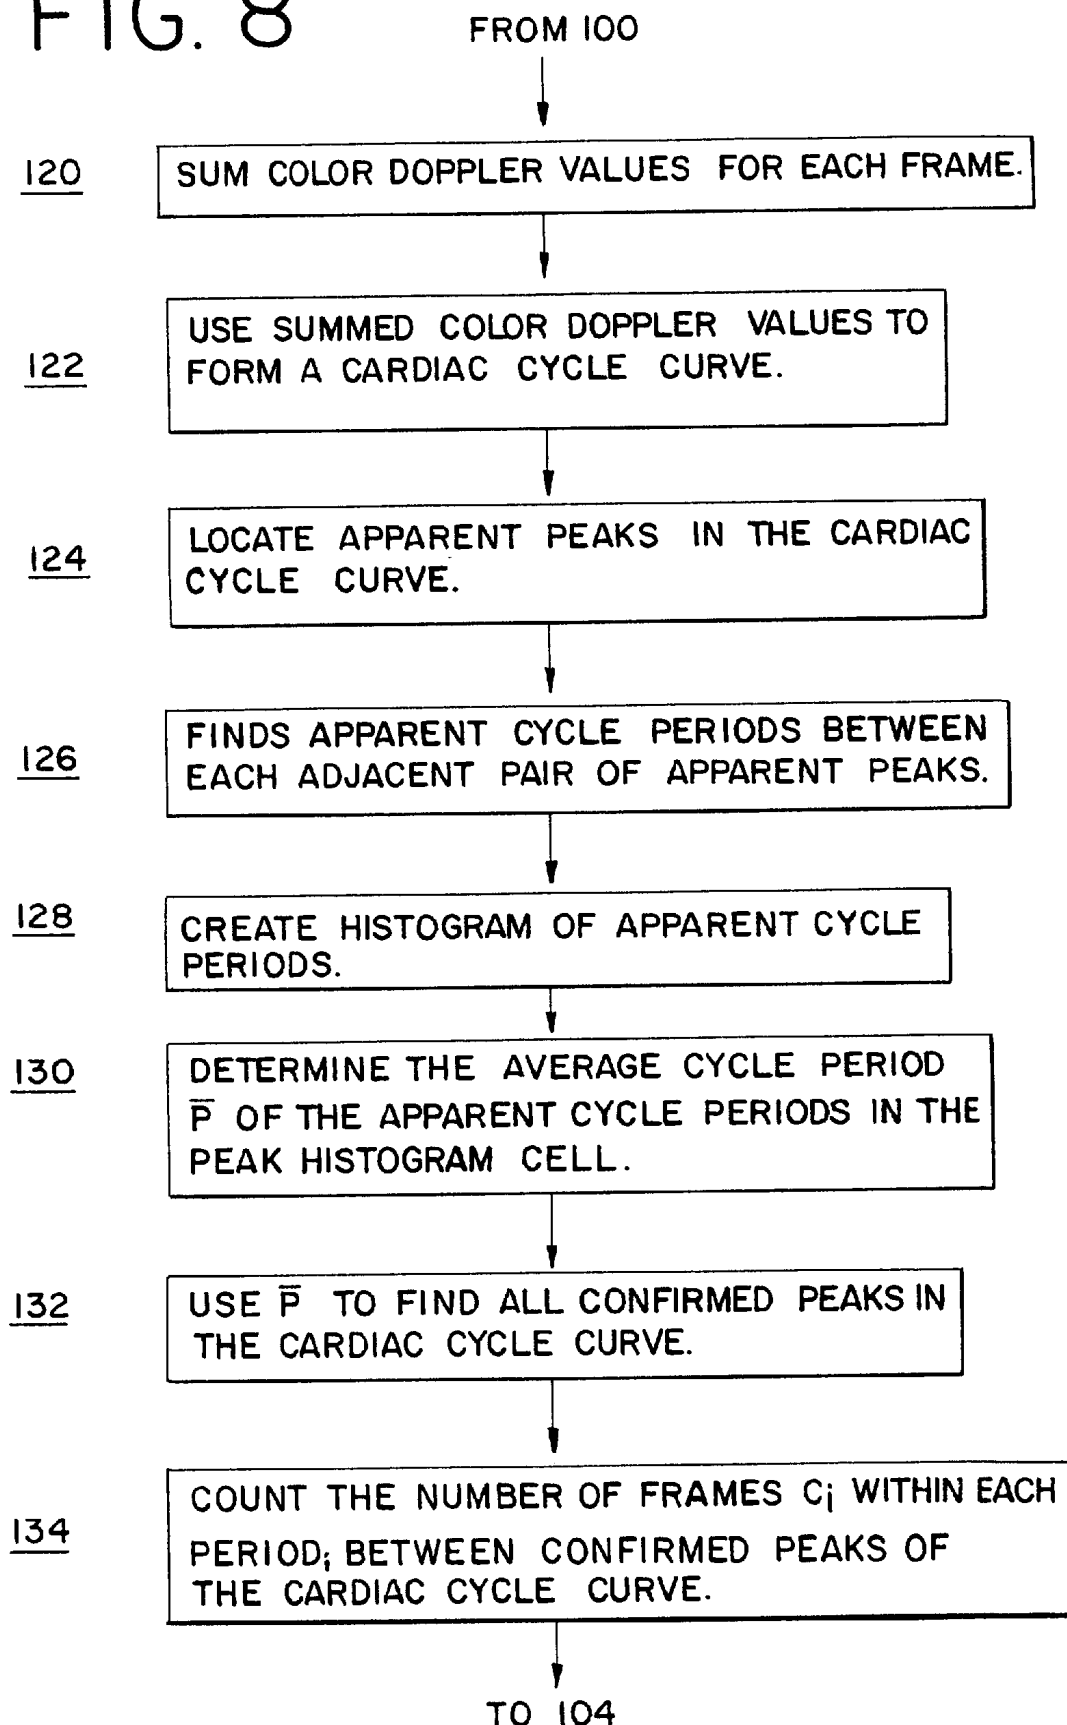 FIG. 8
FROM 100
120
SUM COLOR DOPPLER VALUES FOR EACH FRAME.
122
USE SUMMED COLOR DOPPLER VALUES TO
FORM A CARDIAC CYCLE CURVE.
124
LOCATE APPARENT PEAKS IN THE CARDIAC
CYCLE CURVE.
126
FINDS APPARENT CYCLE PERIODS BETWEEN
EACH ADJACENT PAIR OF APPARENT PEAKS.
128
CREATE HISTOGRAM OF APPARENT CYCLE
PERIODS.
130
DETERMINE THE AVERAGE CYCLE PERIOD
P̅ OF THE APPARENT CYCLE PERIODS IN THE
PEAK HISTOGRAM CELL.
132
USE P̅ TO FIND ALL CONFIRMED PEAKS IN
THE CARDIAC CYCLE CURVE.
134
COUNT THE NUMBER OF FRAMES Cᵢ WITHIN EACH
PERIODᵢ BETWEEN CONFIRMED PEAKS OF
THE CARDIAC CYCLE CURVE.
TO 104